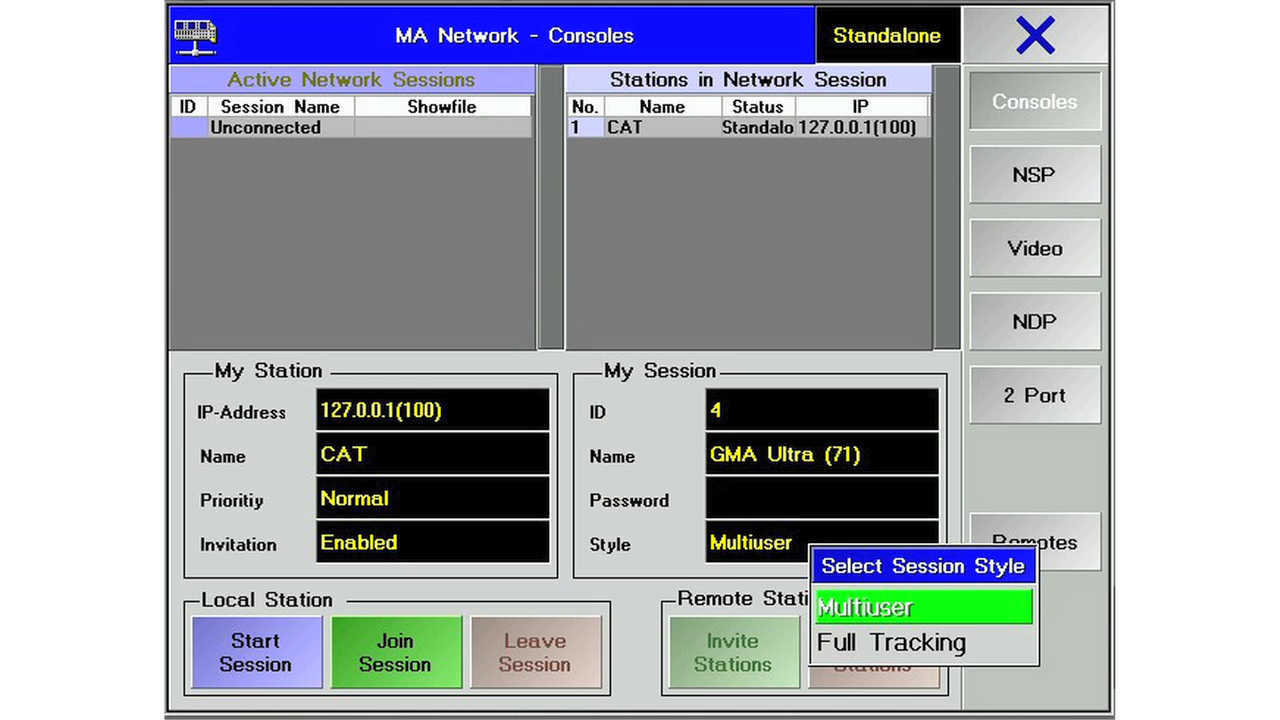 MA Network - Consoles
Standalone
Active Network Sessions
Stations in Network Session
ID Session Name Showfile
No. Name Status IP
Unconnected
1 CAT Standalo 127.0.0.1(100)
Consoles
NSP
Video
NDP
2 Port
Remotes
My Station
IP-Address 127.0.0.1(100)
Name CAT
Prioritiy Normal
Invitation Enabled
My Session
ID 4
Name GMA Ultra (71)
Password
Style Multiuser
Select Session Style
Multiuser
Full Tracking
Local Station
Start
Session
Join
Session
Leave
Session
Remote Stati
Invite
Stations
Stations